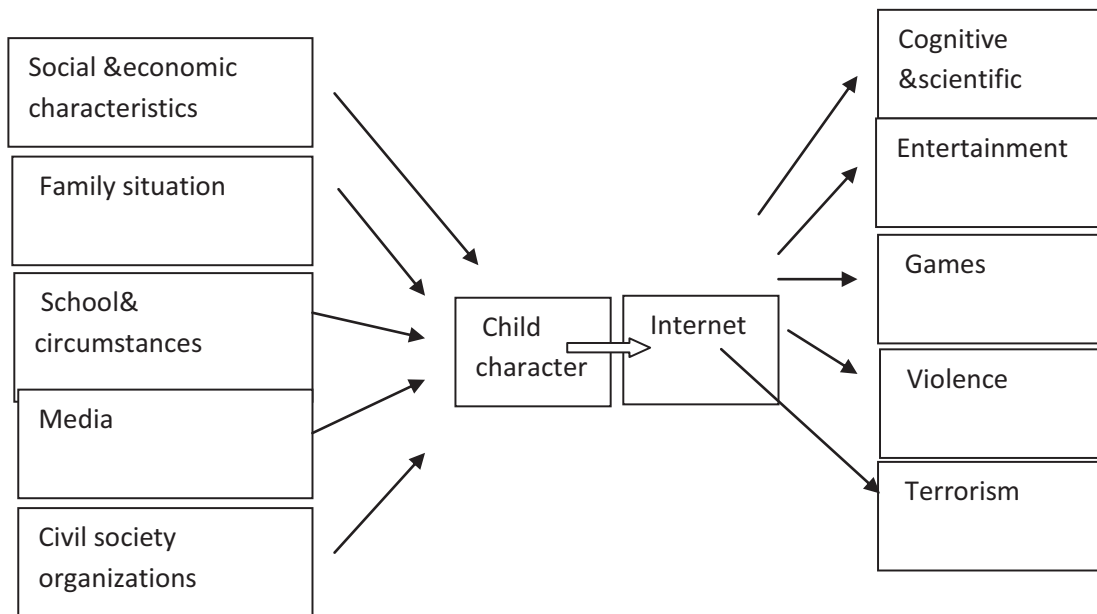 Social &economic
characteristics
Family situation
School&
circumstances
Media
Civil society
organizations
Child
character
Internet
Cognitive
&scientific
Entertainment
Games
Violence
Terrorism